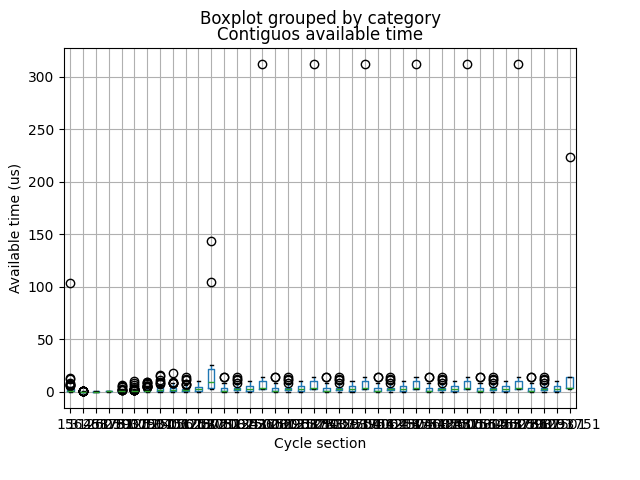 Boxplot grouped by category
Contiguos available time
300
250
200
150
100
50
0
Available time (us)
Cycle section